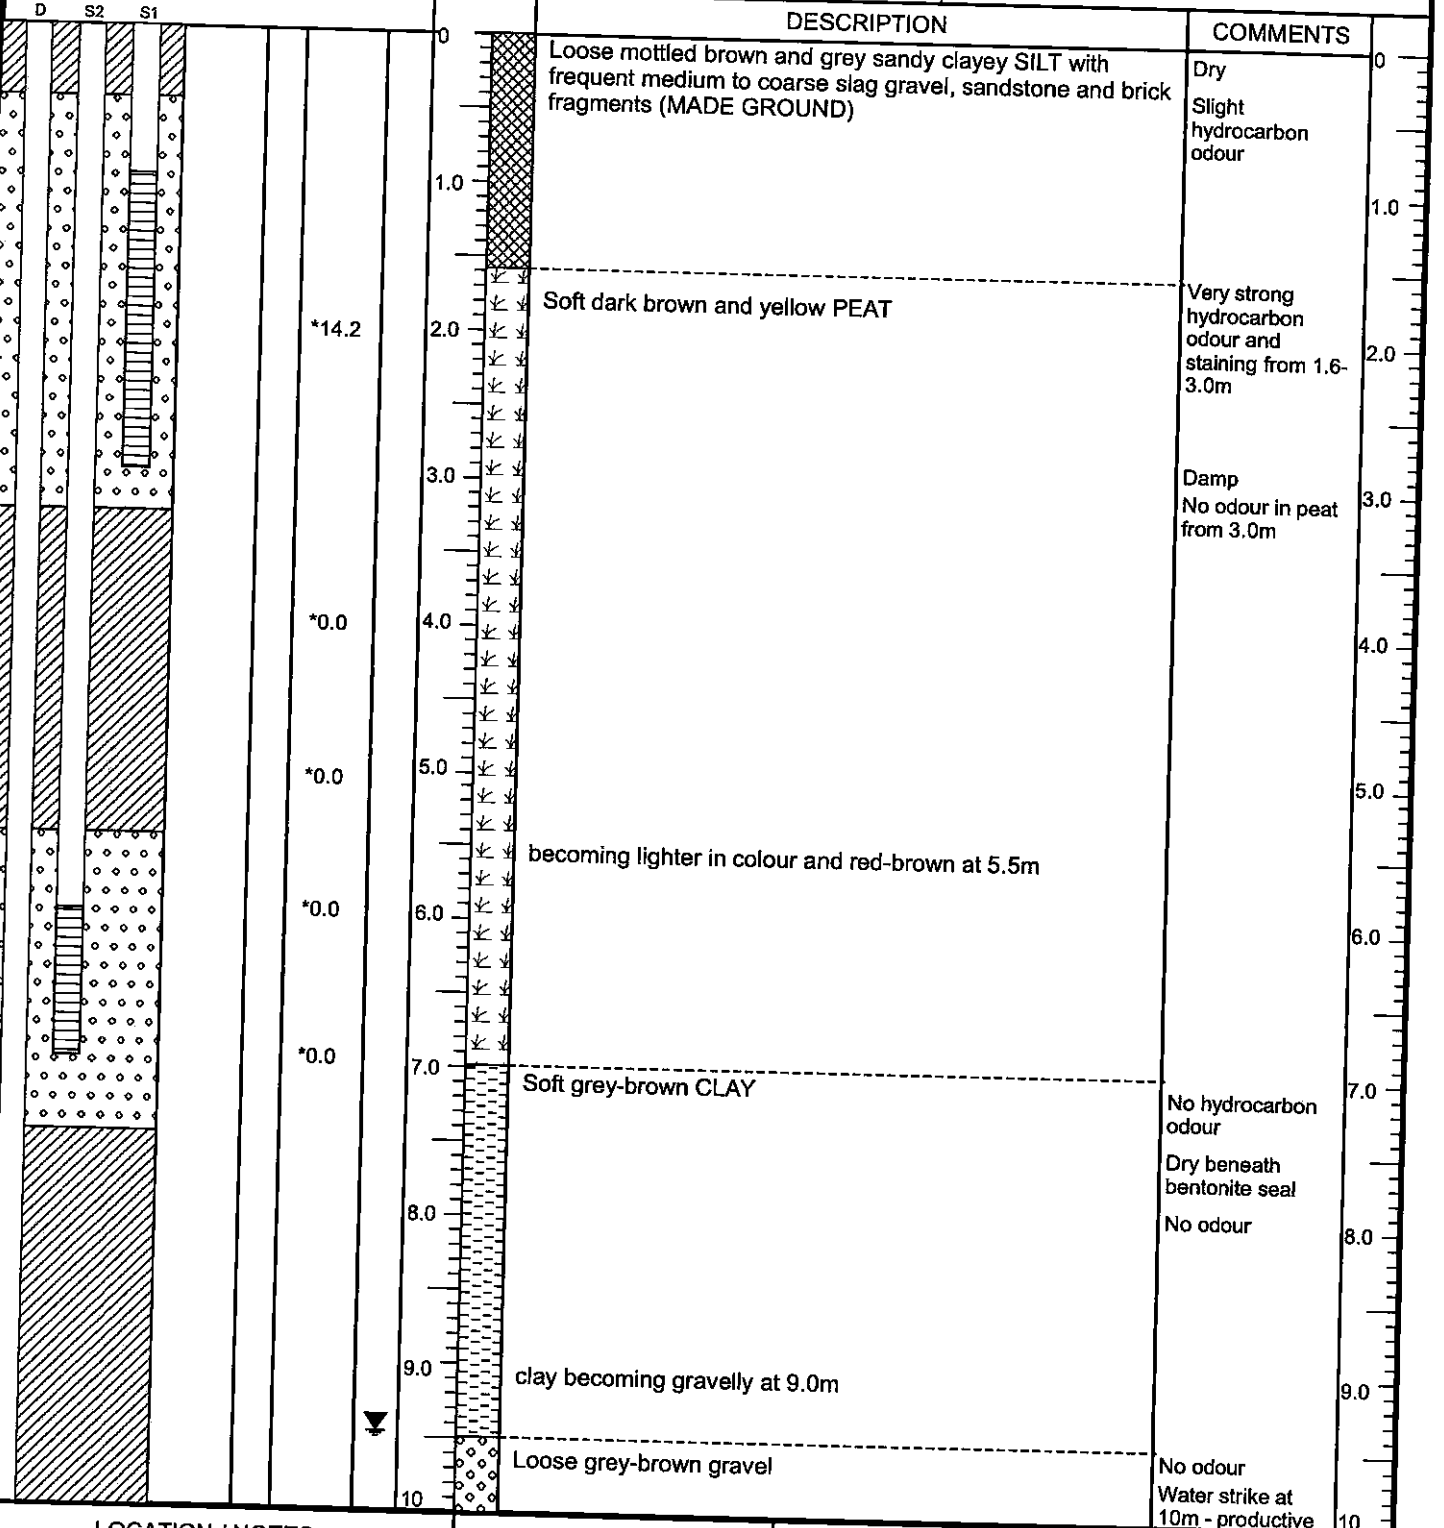 D S2 S1
DESCRIPTION
COMMENTS
0
0
Loose mottled brown and grey sandy clayey SILT with
frequent medium to coarse slag gravel, sandstone and brick
fragments (MADE GROUND)
Dry
Slight
hydrocarbon
odour
1.0
1.0
Soft dark brown and yellow PEAT
Very strong
hydrocarbon
odour and
staining from 1.6-
3.0m
*14.2
2.0
2.0
3.0
Damp
3.0
No odour in peat
from 3.0m
*0.0
4.0
4.0
*0.0
5.0
5.0
becoming lighter in colour and red-brown at 5.5m
*0.0
6.0
6.0
*0.0
7.0
7.0
Soft grey-brown CLAY
No hydrocarbon
odour
Dry beneath
bentonite seal
8.0
No odour
8.0
9.0
clay becoming gravelly at 9.0m
9.0
Loose grey-brown gravel
No odour
Water strike at
10m - productive
10
10